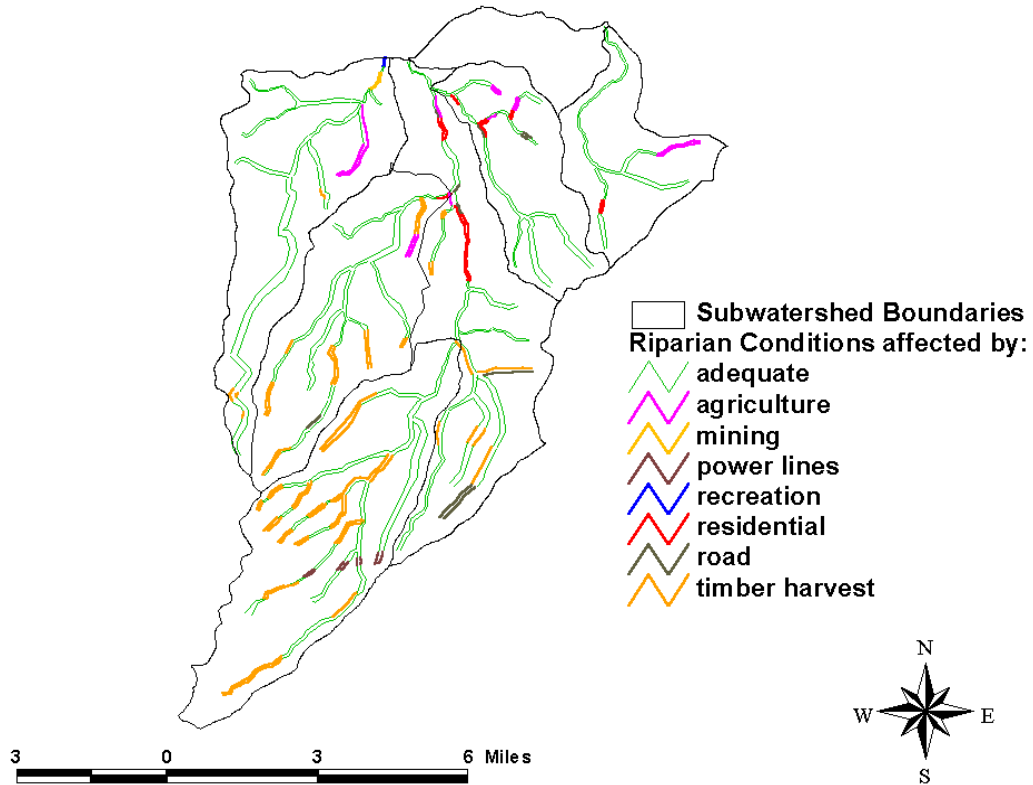 Subwatershed Boundaries
Riparian Conditions affected by:
adequate
agriculture
mining
power lines
recreation
residential
road
timber harvest
N
W E
S
3 0 3 6 Miles